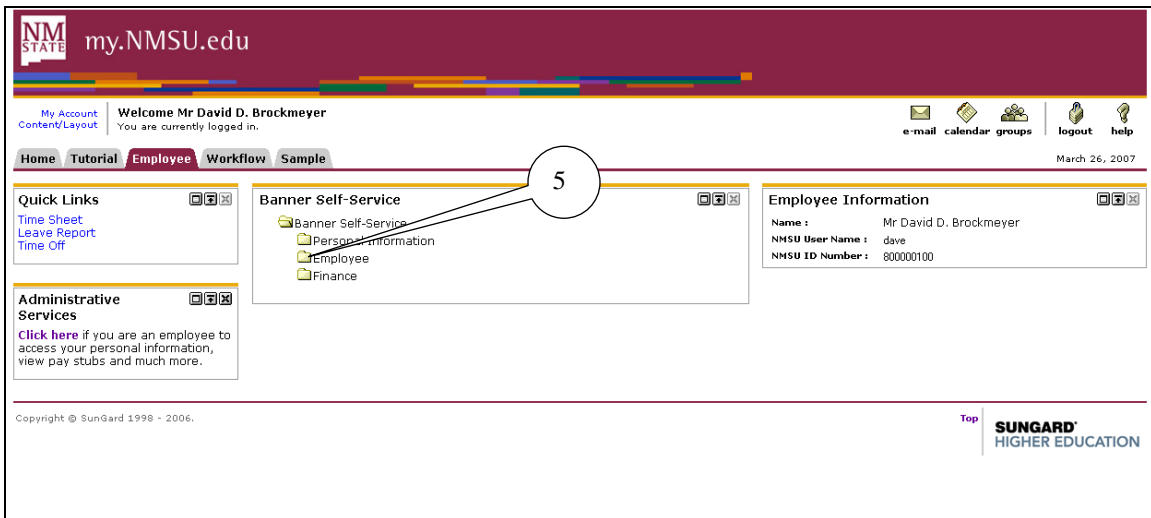 NM
STATE
my.NMSU.edu
My Account
Content/Layout
Welcome Mr David D. Brockmeyer
You are currently logged in.
e-mail calendar groups logout help
Home Tutorial Employee Workflow Sample
March 26, 2007
5
Quick Links
Time Sheet
Leave Report
Time Off
Administrative
Services
Click here if you are an employee to
access your personal information,
view pay stubs and much more.
Banner Self-Service
Banner Self-Service
Personal Information
Employee
Finance
Employee Information
Name : Mr David D. Brockmeyer
NMSU User Name : dave
NMSU ID Number : 800000100
Copyright © SunGard 1998 - 2006.
Top
SUNGARD'
HIGHER EDUCATION